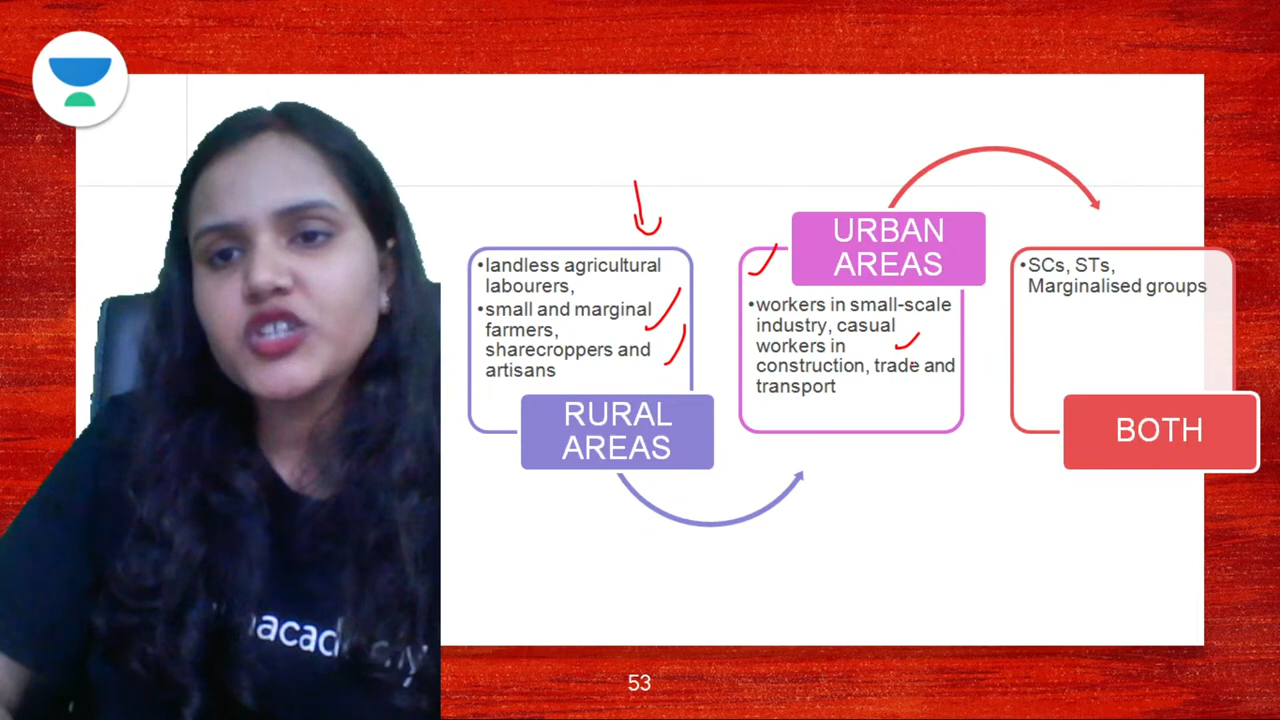 •landless agricultural
labourers,
•small and marginal
farmers,
sharecroppers and
artisans
RURAL
AREAS
URBAN
AREAS
•workers in small-scale
industry, casual
workers in
construction, trade and
transport
•SCs, STs,
Marginalised groups
BOTH
acad
53